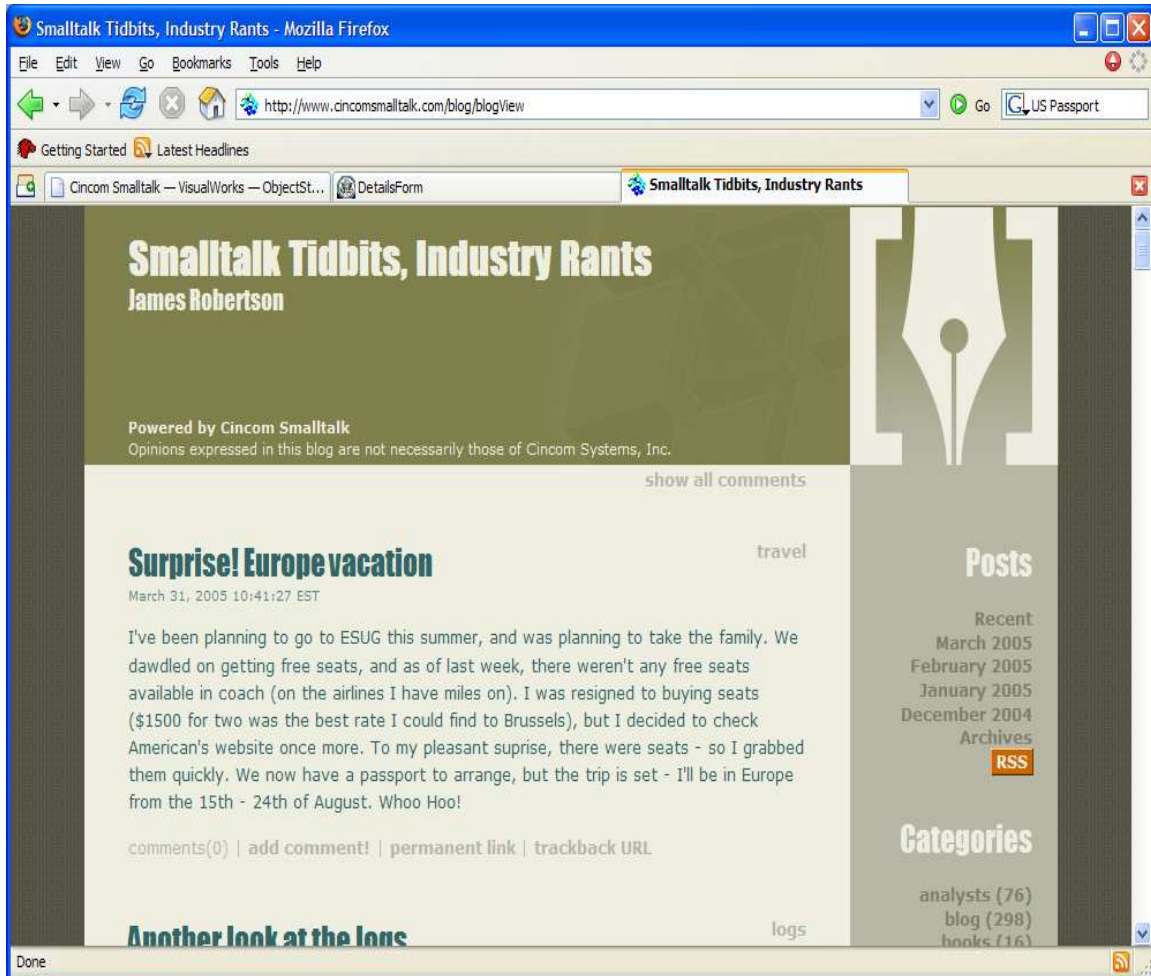 Smalltalk Tidbits, Industry Rants - Mozilla Firefox
File Edit View Go Bookmarks Tools Help
http://www.cincomsmalltalk.com/blog/blogView
Go
G US Passport
Getting Started Latest Headlines
Cincom Smalltalk — VisualWorks — ObjectSt...
DetailsForm
Smalltalk Tidbits, Industry Rants
Smalltalk Tidbits, Industry Rants
James Robertson
Powered by Cincom Smalltalk
Opinions expressed in this blog are not necessarily those of Cincom Systems, Inc.
show all comments
Surprise! Europe vacation
travel
March 31, 2005 10:41:27 EST
I've been planning to go to ESUG this summer, and was planning to take the family. We
dawdled on getting free seats, and as of last week, there weren't any free seats
available in coach (on the airlines I have miles on). I was resigned to buying seats
($1500 for two was the best rate I could find to Brussels), but I decided to check
American's website once more. To my pleasant suprise, there were seats - so I grabbed
them quickly. We now have a passport to arrange, but the trip is set - I'll be in Europe
from the 15th - 24th of August. Whoo Hoo!
comments(0) | add comment! | permanent link | trackback URL
Another look at the logs
logs
Posts
Recent
March 2005
February 2005
January 2005
December 2004
Archives
RSS
Categories
analysts (76)
blog (298)
books (16)
Done